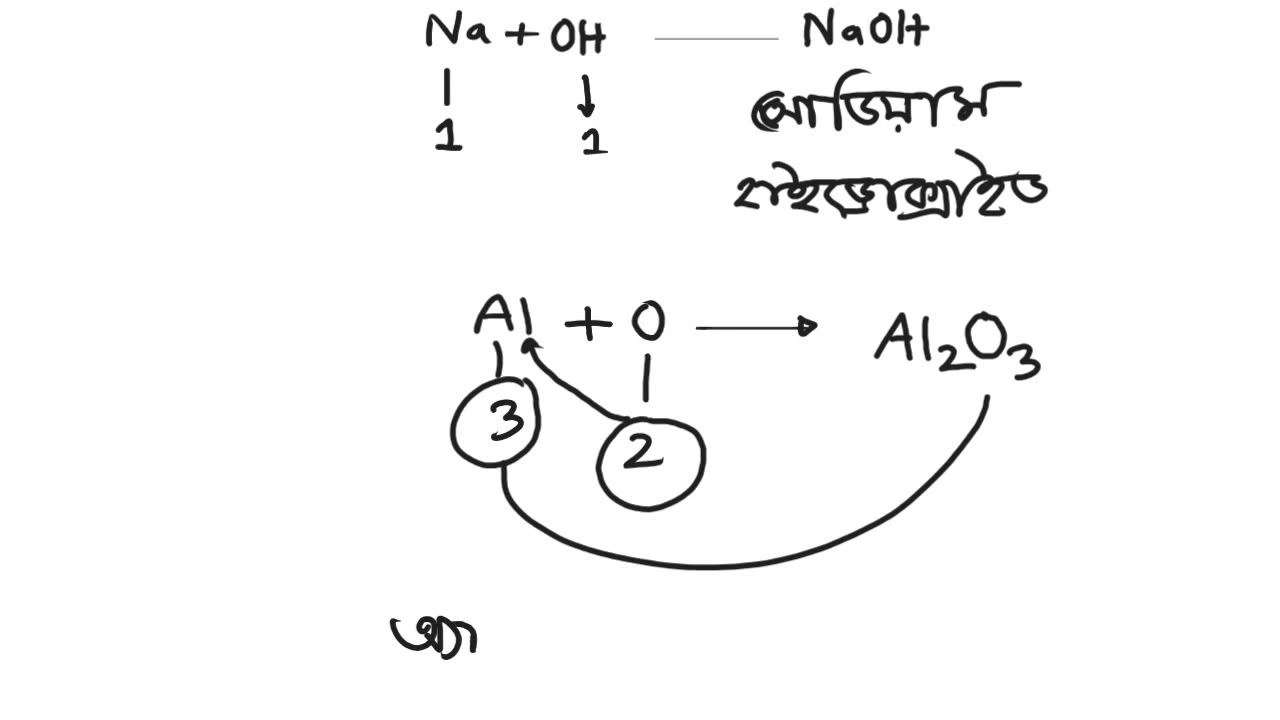 Na + OH NaOH
1 1
সোডিয়াম
হাইড্রোক্সাইড
Al + O → Al₂O₃
3
2
অ্যা